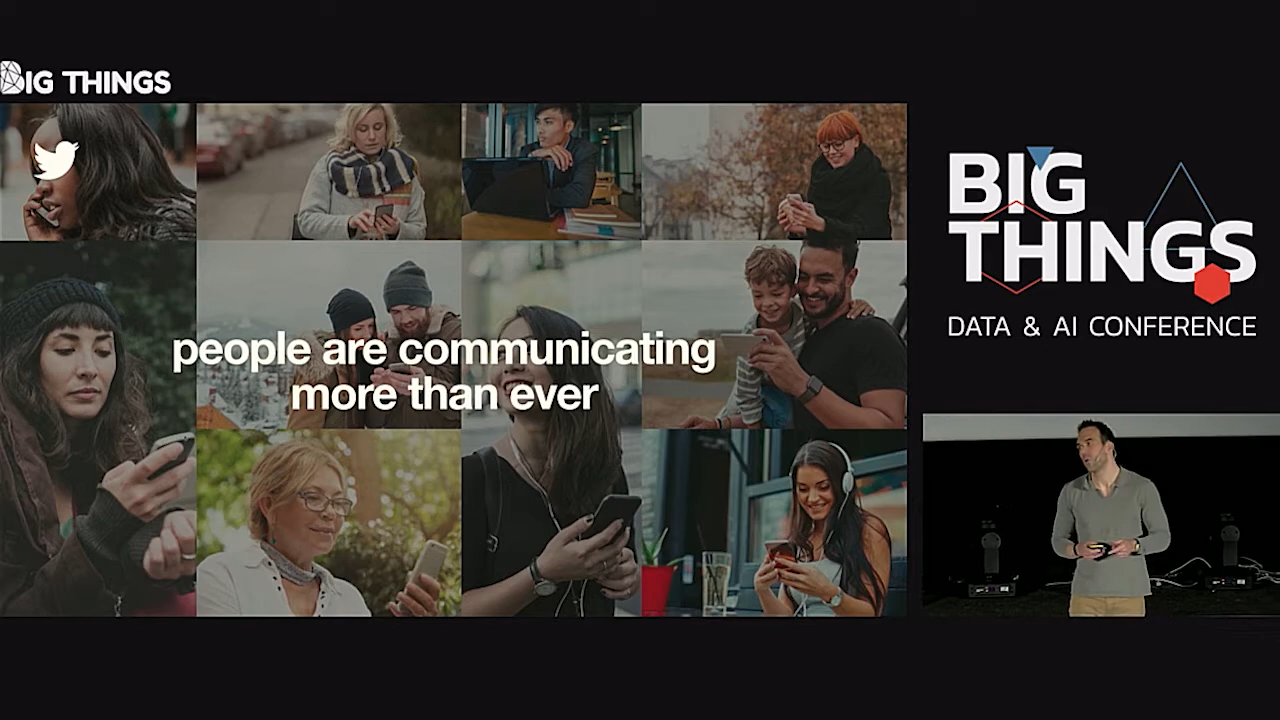 BIG THINGS
people are communicating
more than ever
BIG
THINGS
DATA & AI CONFERENCE